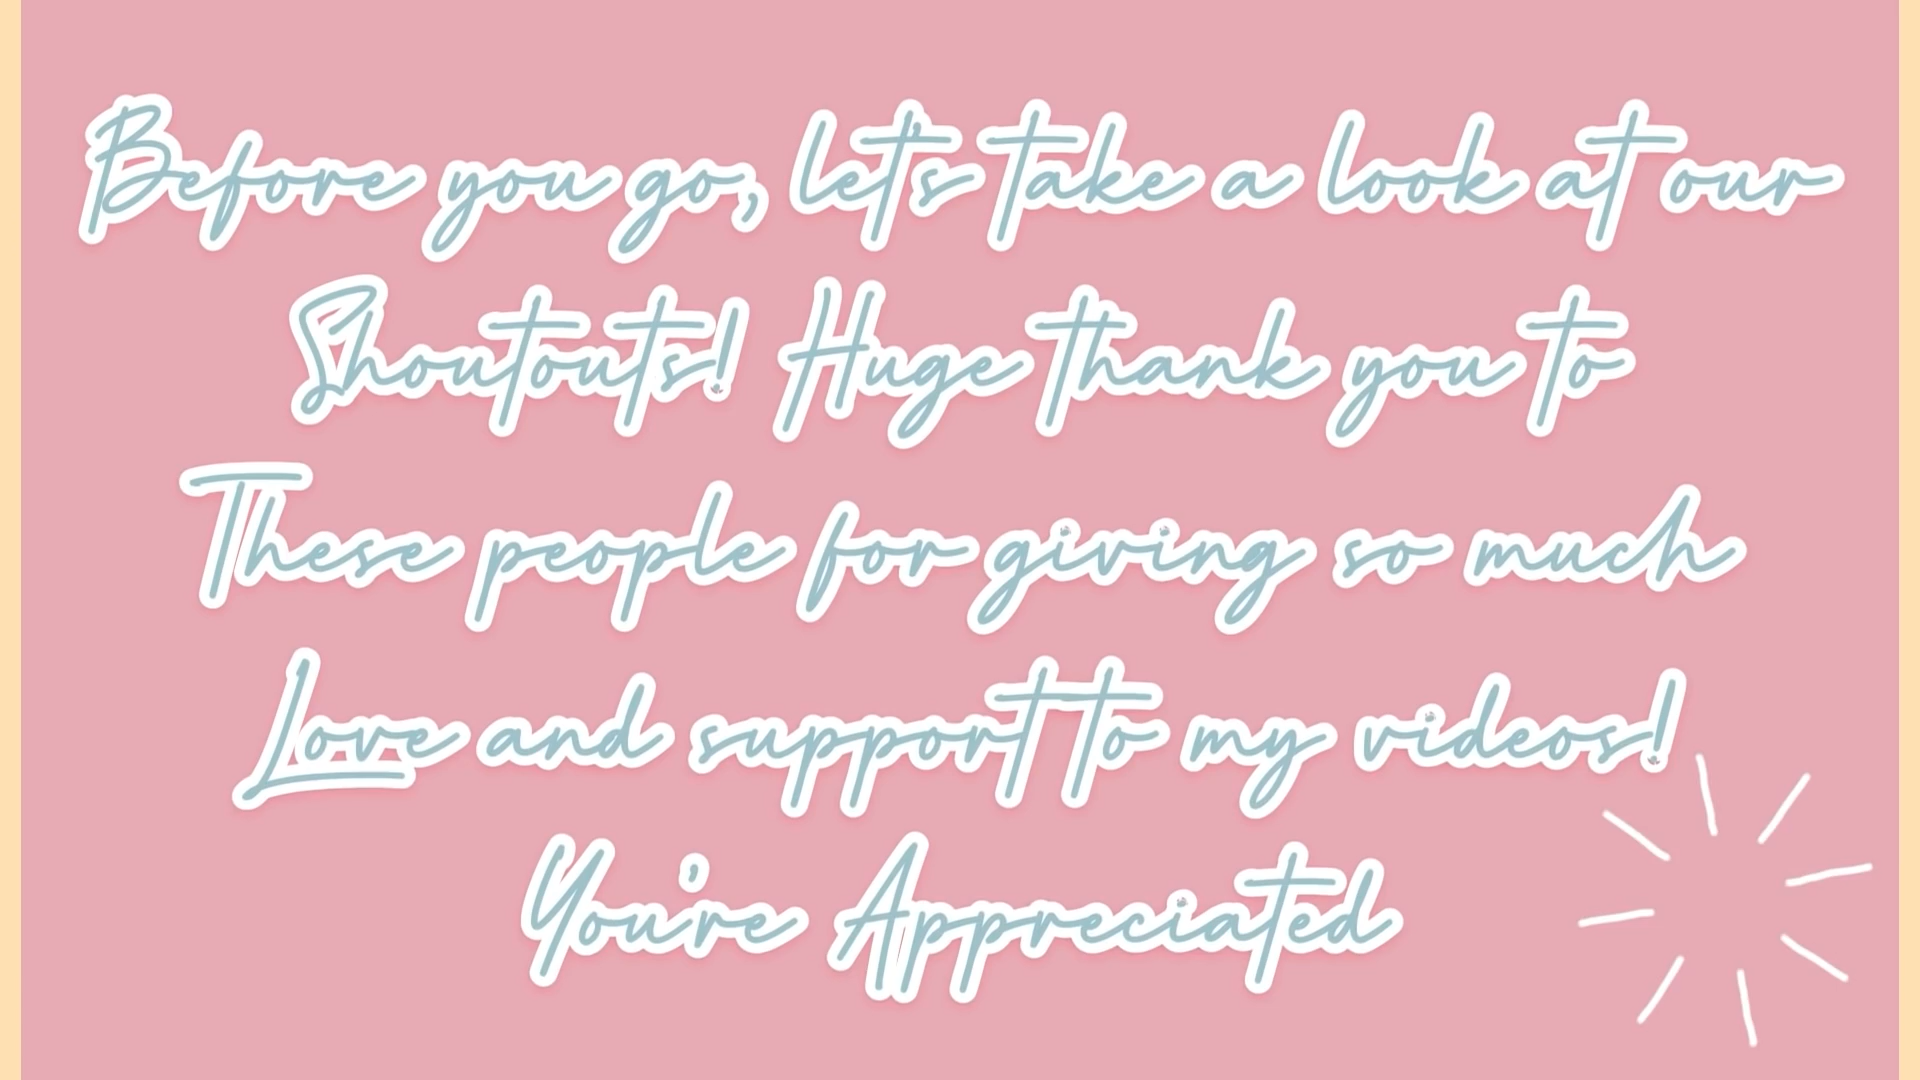 Before you go, let's take a look at our
Shoutouts! Huge thank you to
These people for giving so much
Love and support to my videos!
You're Appreciated